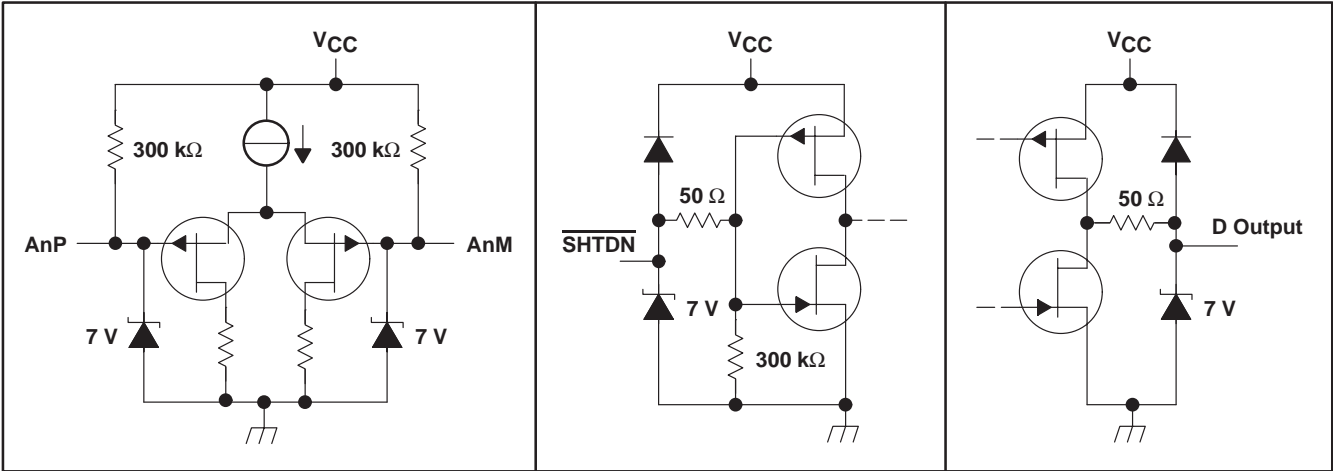 VCC
300 kΩ
300 kΩ
AnP
AnM
7 V
7 V
VCC
50 Ω
SHTDN
7 V
300 kΩ
VCC
50 Ω
D Output
7 V